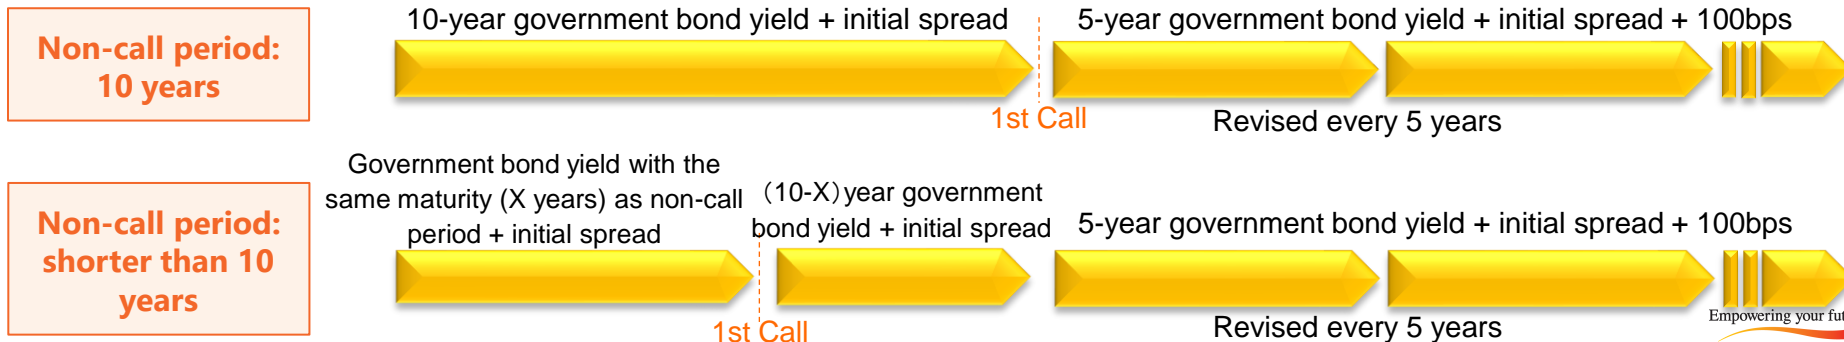 10-year government bond yield + initial spread
5-year government bond yield + initial spread + 100bps
Non-call period:
10 years
1st Call
Revised every 5 years
Government bond yield with the
same maturity (X years) as non-call
period + initial spread
（10-X）year government
bond yield + initial spread
5-year government bond yield + initial spread + 100bps
Non-call period:
shorter than 10
years
1st Call
Revised every 5 years
Empowering your